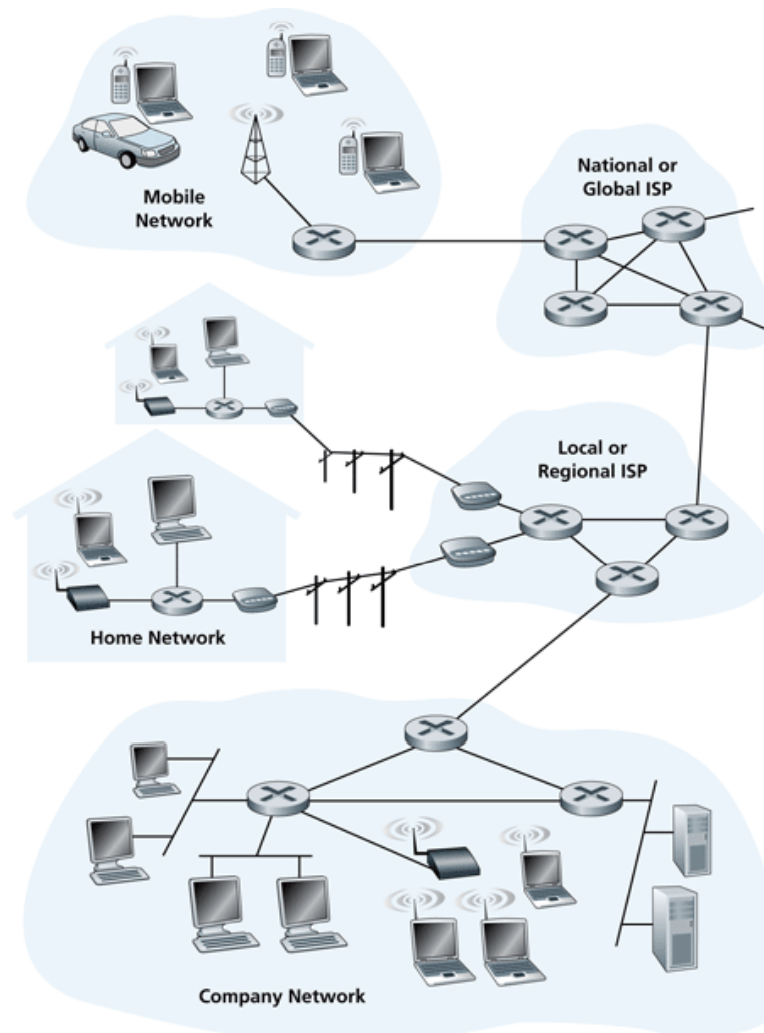 Mobile
Network
National or
Global ISP
Local or
Regional ISP
Home Network
Company Network